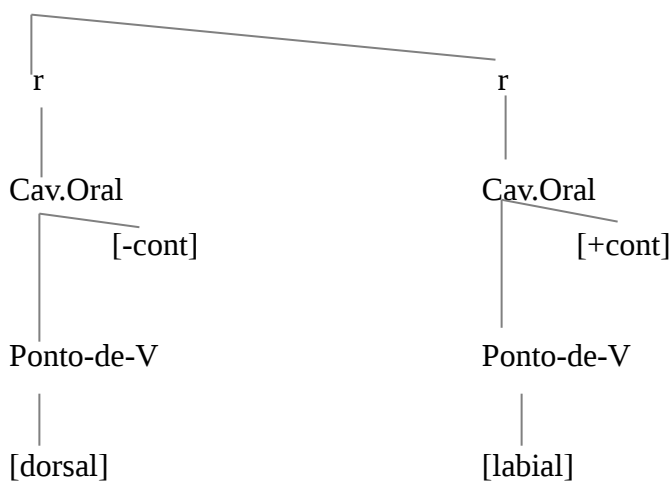 r r
Cav.Oral Cav.Oral
[-cont] [+cont]
Ponto-de-V Ponto-de-V
[dorsal] [labial]